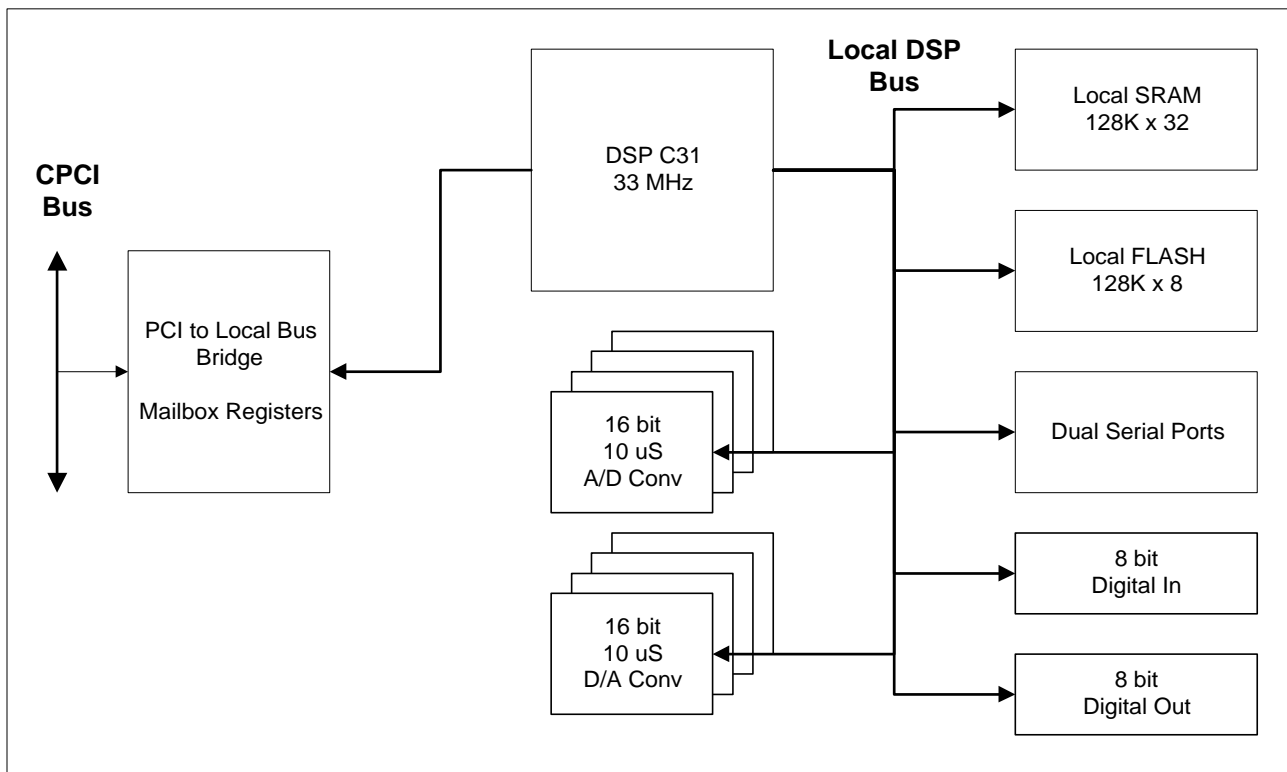 CPCI
Bus
PCI to Local Bus
Bridge
Mailbox Registers
DSP C31
33 MHz
16 bit
10 uS
A/D Conv
16 bit
10 uS
D/A Conv
Local DSP
Bus
Local SRAM
128K x 32
Local FLASH
128K x 8
Dual Serial Ports
8 bit
Digital In
8 bit
Digital Out